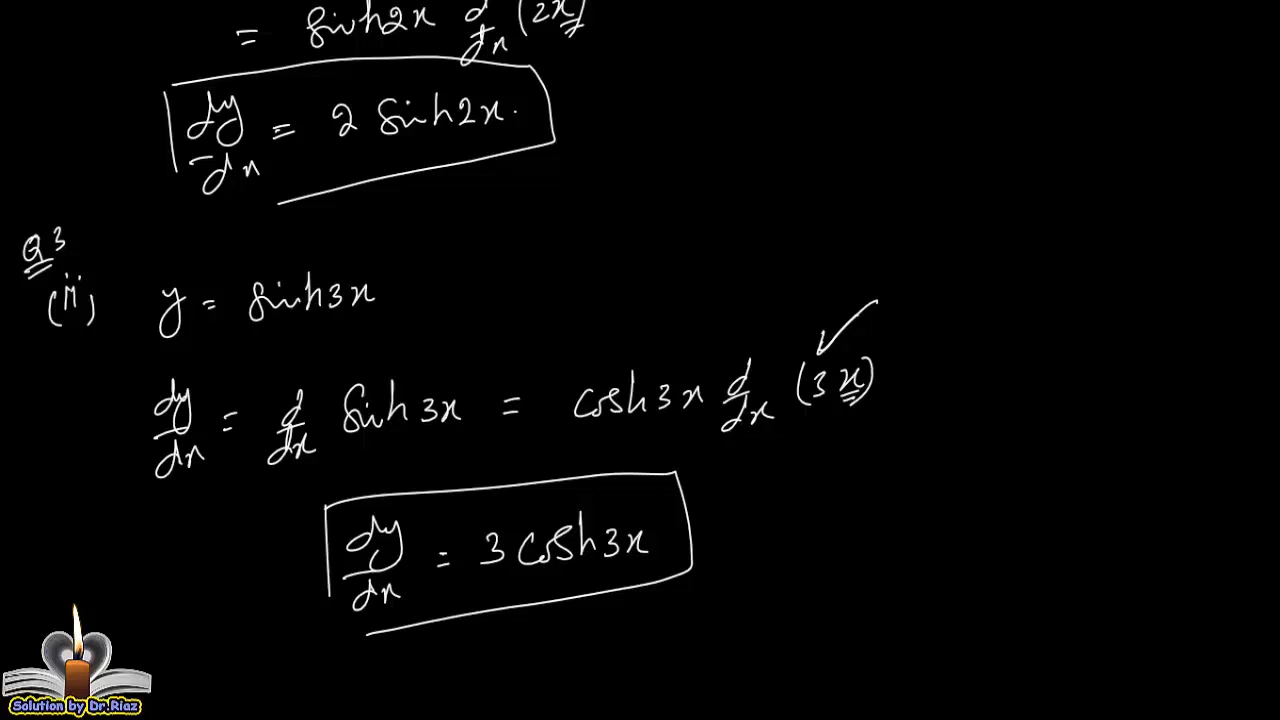 = sinh2x d/dx (2x)
dy/dx = 2 sinh2x.
Q3
(ii) y = sinh3x
dy/dx = d/dx sinh3x = cosh3x d/dx (3x)
dy/dx = 3 cosh3x
Solution by Dr.Riaz